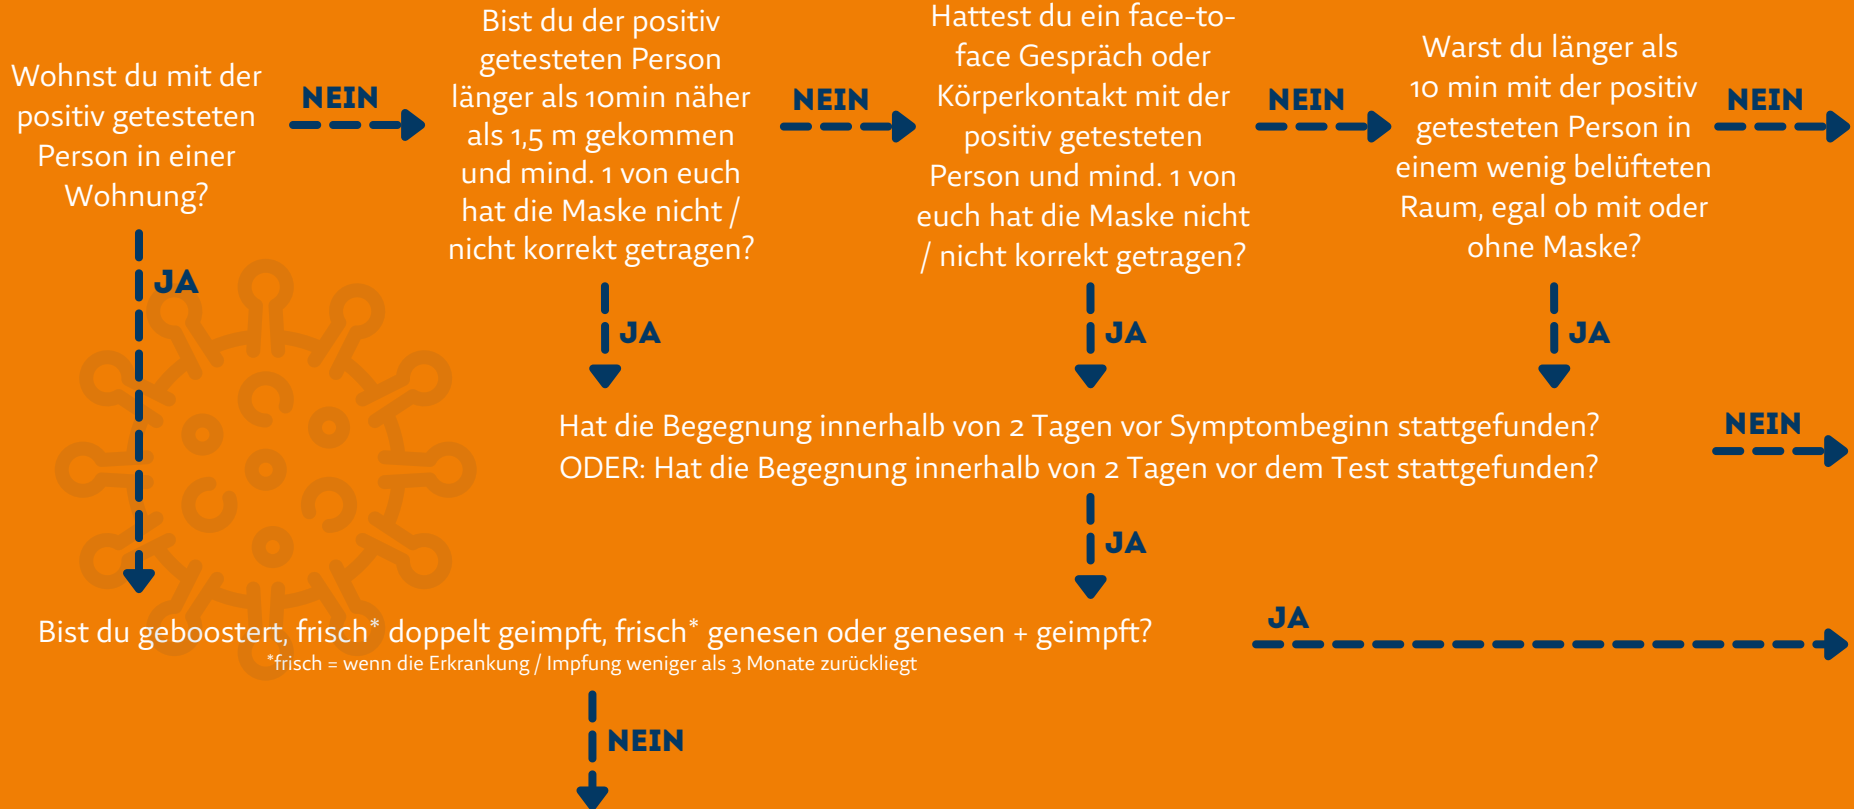 Wohnst du mit der
positiv getesteten
Person in einer
Wohnung?
NEIN
JA
Bist du der positiv
getesteten Person
länger als 10min näher
als 1,5 m gekommen
und mind. 1 von euch
hat die Maske nicht /
nicht korrekt getragen?
NEIN
JA
Hattest du ein face-to-
face Gespräch oder
Körperkontakt mit der
positiv getesteten
Person und mind. 1 von
euch hat die Maske nicht
/ nicht korrekt getragen?
NEIN
JA
Warst du länger als
10 min mit der positiv
getesteten Person in
einem wenig belüfteten
Raum, egal ob mit oder
ohne Maske?
NEIN
JA
Hat die Begegnung innerhalb von 2 Tagen vor Symptombeginn stattgefunden?
ODER: Hat die Begegnung innerhalb von 2 Tagen vor dem Test stattgefunden?
NEIN
JA
Bist du geboostert, frisch* doppelt geimpft, frisch* genesen oder genesen + geimpft?
*frisch = wenn die Erkrankung / Impfung weniger als 3 Monate zurückliegt
JA
NEIN